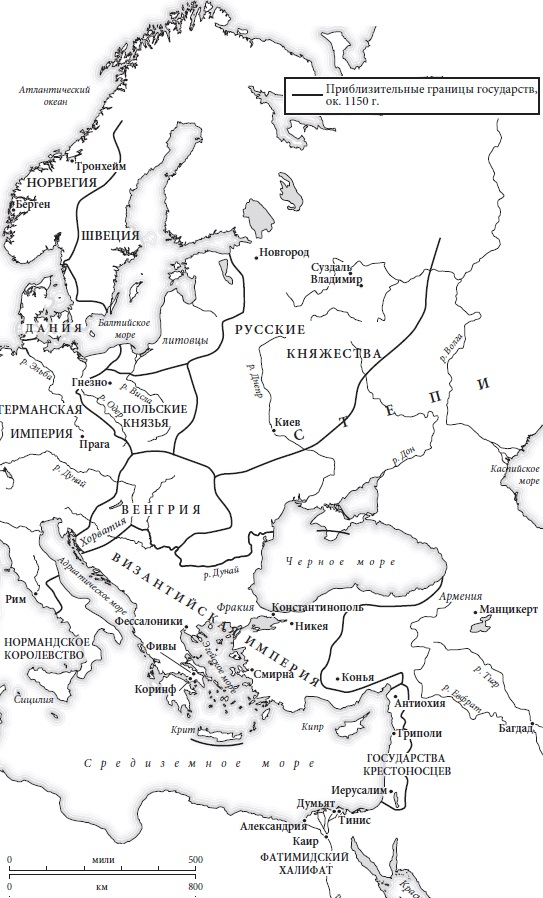 Приблизительные границы государств,
ок. 1150 г.
Атлантический
океан
Тронхейм
НОРВЕГИЯ
Берген
ШВЕЦИЯ
Новгород
Суздаль
Владимир
ДАНИЯ
Балтийское
море
литовцы
РУССКИЕ
КНЯЖЕСТВА
р. Волга
р. Эльба
Гнезно
р. Висла
р. Одер
р. Днепр
СТЕПИ
ГЕРМАНСКАЯ
ИМПЕРИЯ
ПОЛЬСКИЕ
КНЯЗЬЯ
Прага
Киев
р. Дон
р. Дунай
Каспийское
море
ВЕНГРИЯ
Хорватия
р. Дунай
Черное море
Адриатическое море
ВИЗАНТИЙСКАЯ ИМПЕРИЯ
Рим
Фракия
Константинополь
Армения
Манцикерт
Фессалоники
Никея
НОРМАНДСКОЕ
КОРОЛЕВСТВО
Фивы
Эгейское море
Смирна
Конья
р. Тигр
р. Евфрат
Коринф
Сицилия
Антиохия
Крит
Кипр
Триполи
Багдад
Средиземное море
ГОСУДАРСТВА
КРЕСТОНОСЦЕВ
Иерусалим
Думьят
Тинис
Александрия
Каир
ФАТИМИДСКИЙ
ХАЛИФАТ
0 мили 500
0 км 800